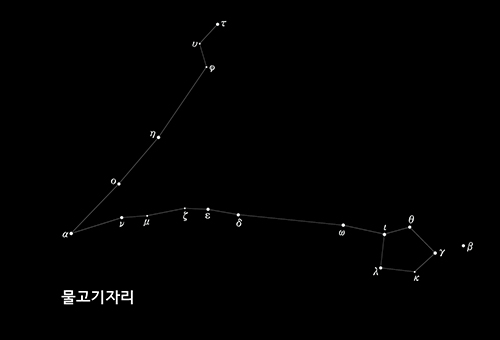 τ
υ
φ
η
ο
α
ν
μ
ζ
ε
δ
ω
ι
θ
γ
β
λ
κ
물고기자리